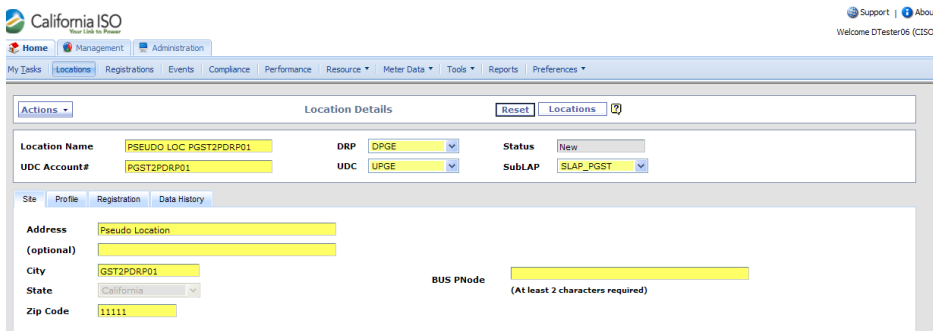 Support | Abou
California ISO
Your Link to Power
Welcome DTester06 (CISO
Home Management Administration
My Tasks Locations Registrations Events Compliance Performance Resource Meter Data Tools Reports Preferences
Actions Location Details Reset Locations ?
Location Name PSEUDO LOC PGST2PDRP01 DRP DPGE Status New
UDC Account# PGST2PDRP01 UDC UPGE SubLAP SLAP_PGST
Site Profile Registration Data History
Address Pseudo Location
(optional)
City GST2PDRP01
BUS PNode
State California
(At least 2 characters required)
Zip Code 11111